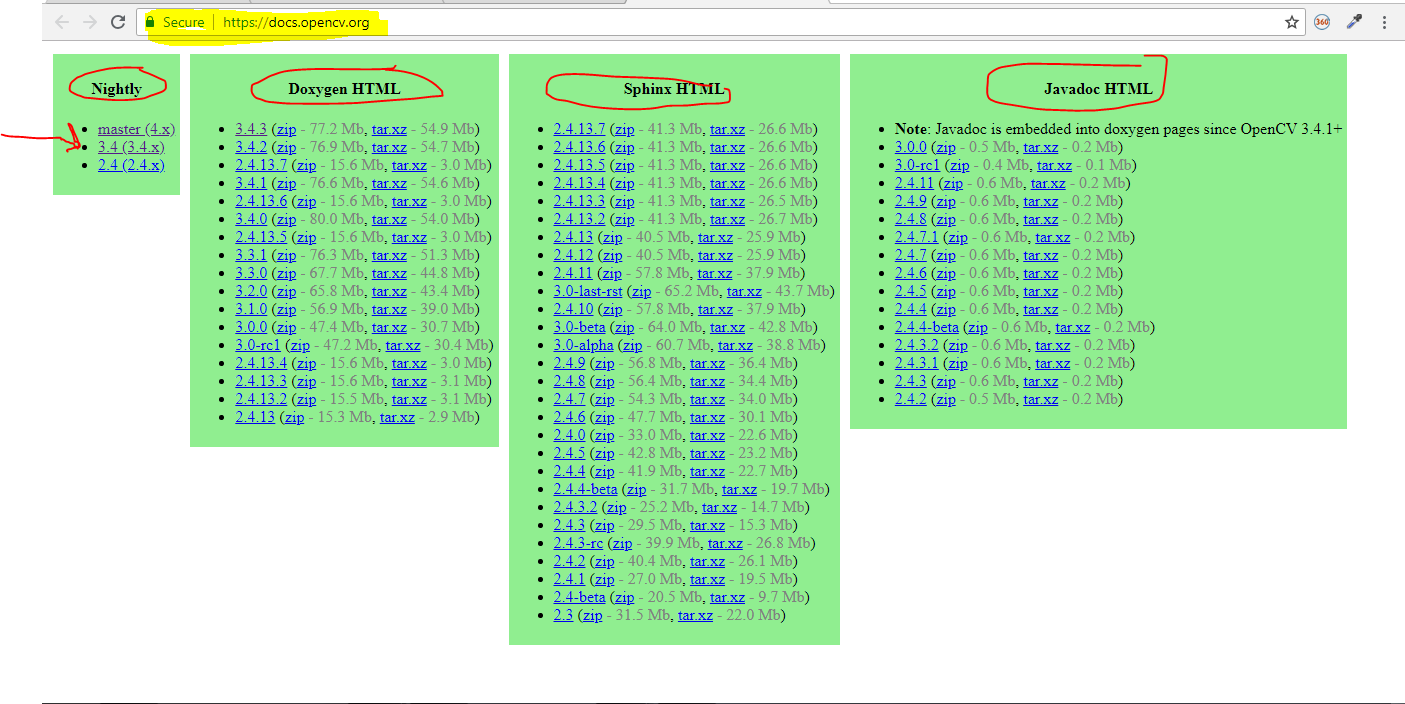 Secure | https://docs.opencv.org
360
Nightly
master (4.x)
3.4 (3.4.x)
2.4 (2.4.x)
Doxygen HTML
3.4.3 (zip - 77.2 Mb, tar.xz - 54.9 Mb)
3.4.2 (zip - 76.9 Mb, tar.xz - 54.7 Mb)
2.4.13.7 (zip - 15.6 Mb, tar.xz - 3.0 Mb)
3.4.1 (zip - 76.6 Mb, tar.xz - 54.6 Mb)
2.4.13.6 (zip - 15.6 Mb, tar.xz - 3.0 Mb)
3.4.0 (zip - 80.0 Mb, tar.xz - 54.0 Mb)
2.4.13.5 (zip - 15.6 Mb, tar.xz - 3.0 Mb)
3.3.1 (zip - 76.3 Mb, tar.xz - 51.3 Mb)
3.3.0 (zip - 67.7 Mb, tar.xz - 44.8 Mb)
3.2.0 (zip - 65.8 Mb, tar.xz - 43.4 Mb)
3.1.0 (zip - 56.9 Mb, tar.xz - 39.0 Mb)
3.0.0 (zip - 47.4 Mb, tar.xz - 30.7 Mb)
3.0-rc1 (zip - 47.2 Mb, tar.xz - 30.4 Mb)
2.4.13.4 (zip - 15.6 Mb, tar.xz - 3.0 Mb)
2.4.13.3 (zip - 15.6 Mb, tar.xz - 3.1 Mb)
2.4.13.2 (zip - 15.5 Mb, tar.xz - 3.1 Mb)
2.4.13 (zip - 15.3 Mb, tar.xz - 2.9 Mb)
Sphinx HTML
2.4.13.7 (zip - 41.3 Mb, tar.xz - 26.6 Mb)
2.4.13.6 (zip - 41.3 Mb, tar.xz - 26.6 Mb)
2.4.13.5 (zip - 41.3 Mb, tar.xz - 26.6 Mb)
2.4.13.4 (zip - 41.3 Mb, tar.xz - 26.6 Mb)
2.4.13.3 (zip - 41.3 Mb, tar.xz - 26.5 Mb)
2.4.13.2 (zip - 41.3 Mb, tar.xz - 26.7 Mb)
2.4.13 (zip - 40.5 Mb, tar.xz - 25.9 Mb)
2.4.12 (zip - 40.5 Mb, tar.xz - 25.9 Mb)
2.4.11 (zip - 57.8 Mb, tar.xz - 37.9 Mb)
3.0-last-rst (zip - 65.2 Mb, tar.xz - 43.7 Mb)
2.4.10 (zip - 57.8 Mb, tar.xz - 37.9 Mb)
3.0-beta (zip - 64.0 Mb, tar.xz - 42.8 Mb)
3.0-alpha (zip - 60.7 Mb, tar.xz - 38.8 Mb)
2.4.9 (zip - 56.8 Mb, tar.xz - 36.4 Mb)
2.4.8 (zip - 56.4 Mb, tar.xz - 34.4 Mb)
2.4.7 (zip - 54.3 Mb, tar.xz - 34.0 Mb)
2.4.6 (zip - 47.7 Mb, tar.xz - 30.1 Mb)
2.4.0 (zip - 33.0 Mb, tar.xz - 22.6 Mb)
2.4.5 (zip - 42.8 Mb, tar.xz - 23.2 Mb)
2.4.4 (zip - 41.9 Mb, tar.xz - 22.7 Mb)
2.4.4-beta (zip - 31.7 Mb, tar.xz - 19.7 Mb)
2.4.3.2 (zip - 25.2 Mb, tar.xz - 14.7 Mb)
2.4.3 (zip - 29.5 Mb, tar.xz - 15.3 Mb)
2.4.3-rc (zip - 39.9 Mb, tar.xz - 26.8 Mb)
2.4.2 (zip - 40.4 Mb, tar.xz - 26.1 Mb)
2.4.1 (zip - 27.0 Mb, tar.xz - 19.5 Mb)
2.4-beta (zip - 20.5 Mb, tar.xz - 9.7 Mb)
2.3 (zip - 31.5 Mb, tar.xz - 22.0 Mb)
Javadoc HTML
Note: Javadoc is embedded into doxygen pages since OpenCV 3.4.1+
3.0.0 (zip - 0.5 Mb, tar.xz - 0.2 Mb)
3.0-rc1 (zip - 0.4 Mb, tar.xz - 0.1 Mb)
2.4.11 (zip - 0.6 Mb, tar.xz - 0.2 Mb)
2.4.9 (zip - 0.6 Mb, tar.xz - 0.2 Mb)
2.4.8 (zip - 0.6 Mb, tar.xz - 0.2 Mb)
2.4.7.1 (zip - 0.6 Mb, tar.xz - 0.2 Mb)
2.4.7 (zip - 0.6 Mb, tar.xz - 0.2 Mb)
2.4.6 (zip - 0.6 Mb, tar.xz - 0.2 Mb)
2.4.5 (zip - 0.6 Mb, tar.xz - 0.2 Mb)
2.4.4 (zip - 0.6 Mb, tar.xz - 0.2 Mb)
2.4.4-beta (zip - 0.6 Mb, tar.xz - 0.2 Mb)
2.4.3.2 (zip - 0.6 Mb, tar.xz - 0.2 Mb)
2.4.3.1 (zip - 0.6 Mb, tar.xz - 0.2 Mb)
2.4.3 (zip - 0.6 Mb, tar.xz - 0.2 Mb)
2.4.2 (zip - 0.5 Mb, tar.xz - 0.2 Mb)